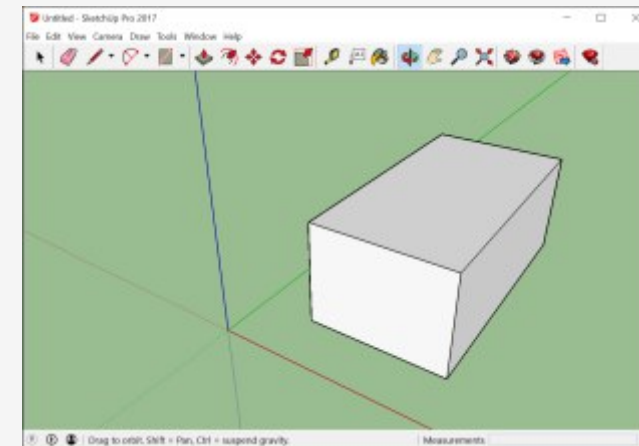 Untitled - SketchUp Pro 2017
File Edit View Camera Draw Tools Window Help
Drag to orbit. Shift = Pan, Ctrl = suspend gravity.
Measurements